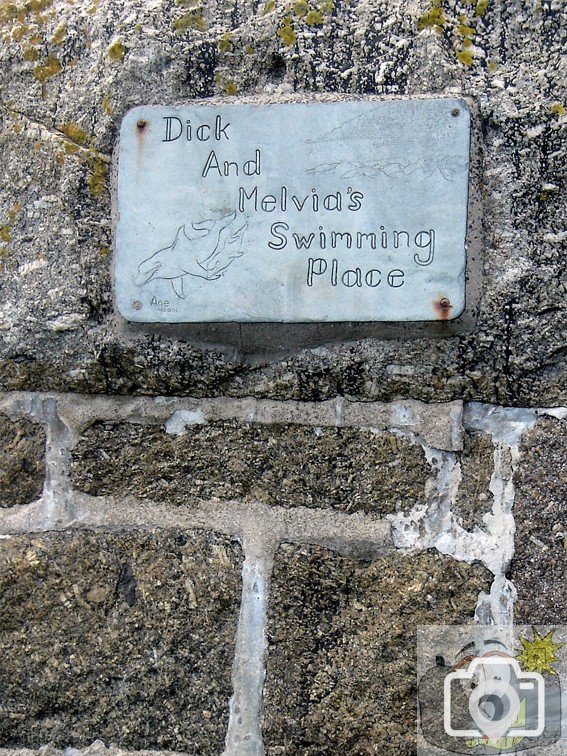 Dick
And
Melvia's
Swimming
Place